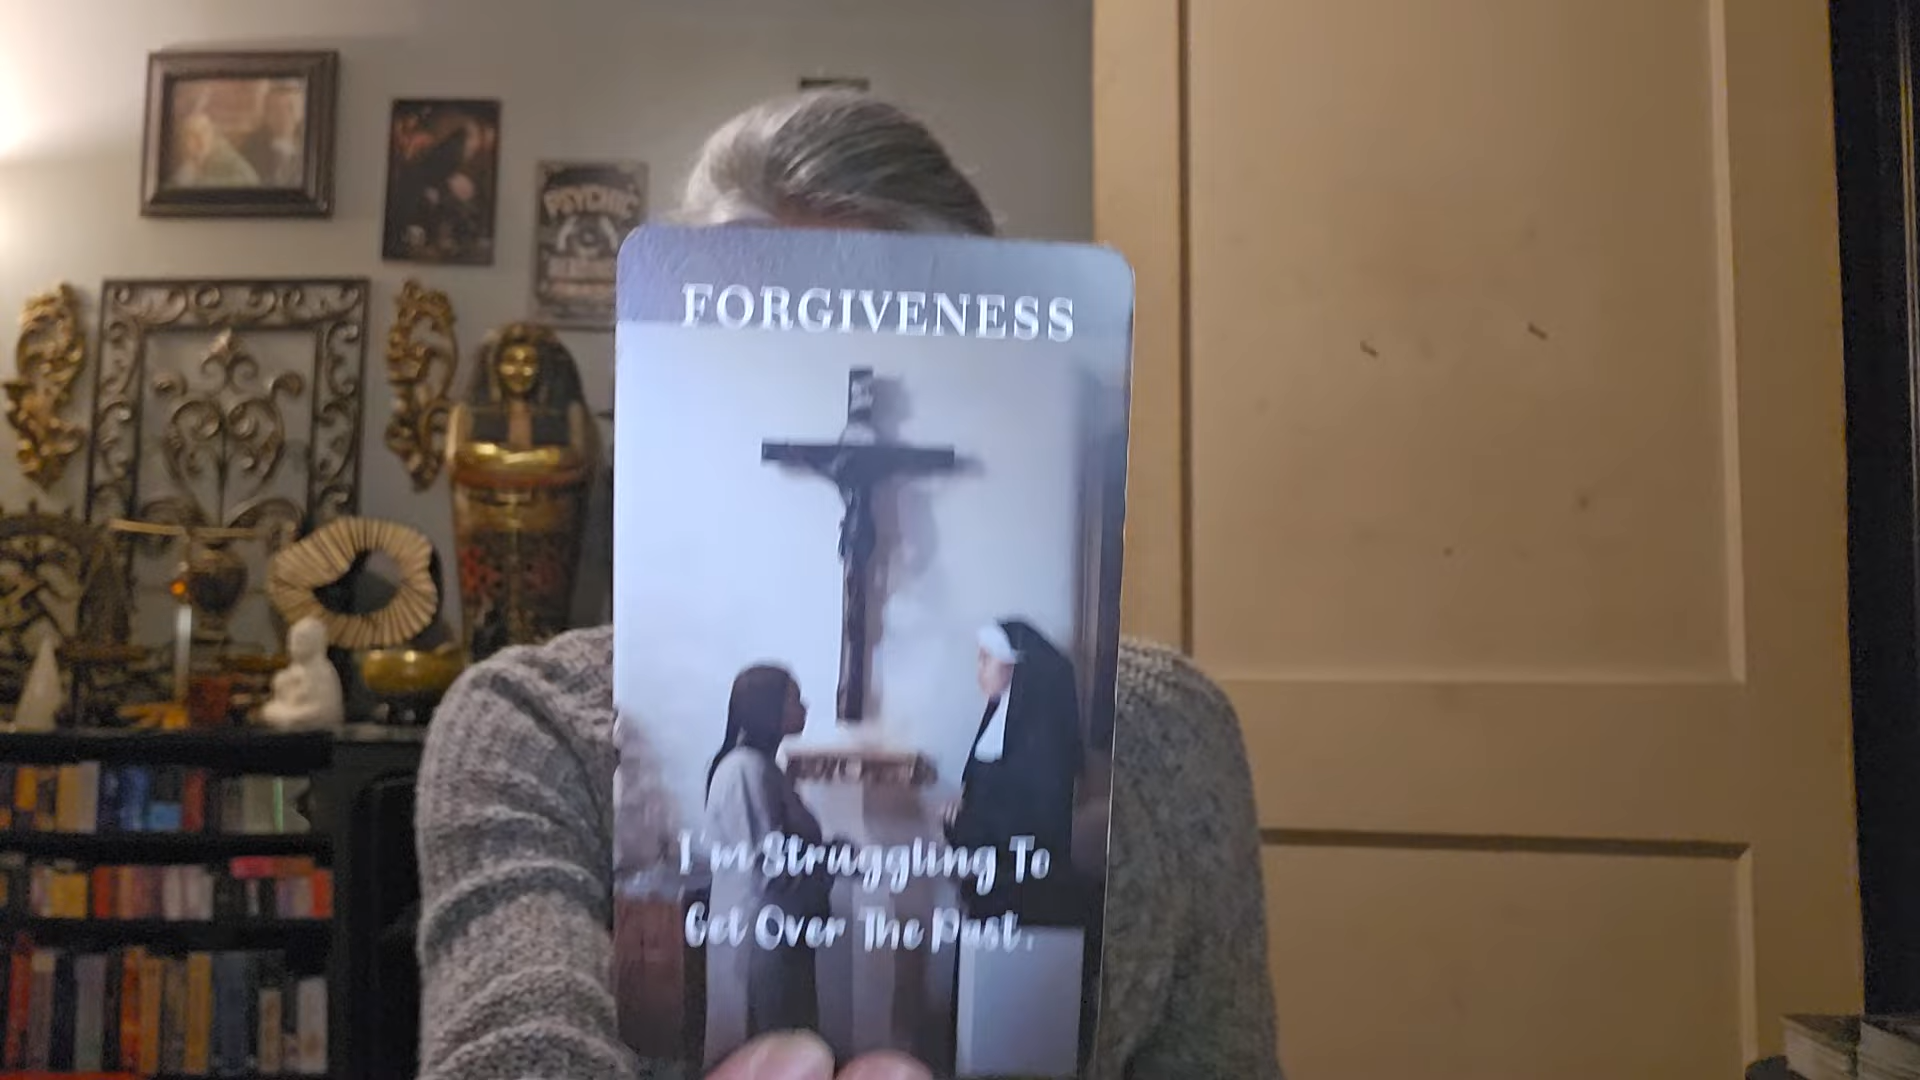 PSYCHIC
FORGIVENESS
I'm Struggling To
Get Over The Past.